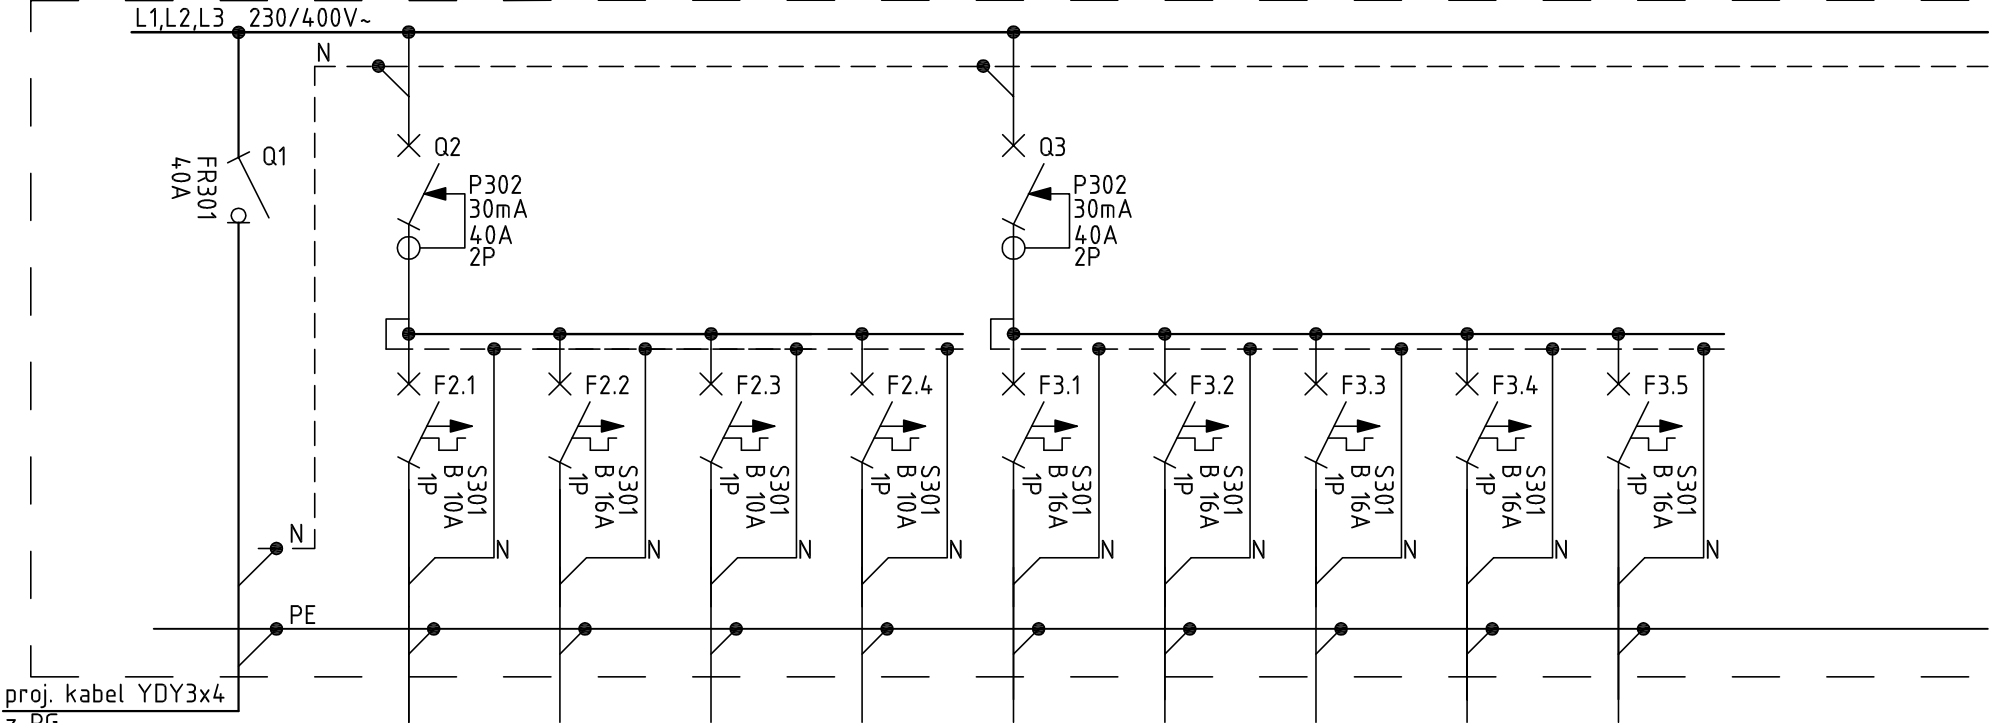 L1,L2,L3 230/400V~
N
Q1
FR301
40A
Q2
P302
30mA
40A
2P
Q3
P302
30mA
40A
2P
F2.1
S301
B 10A
1P
N
F2.2
S301
B 16A
1P
N
F2.3
S301
B 10A
1P
N
F2.4
S301
B 10A
1P
N
F3.1
S301
B 16A
1P
N
F3.2
S301
B 16A
1P
N
F3.3
S301
B 16A
1P
N
F3.4
S301
B 16A
1P
N
F3.5
S301
B 16A
1P
N
N
PE
proj. kabel YDY3x4
z RG